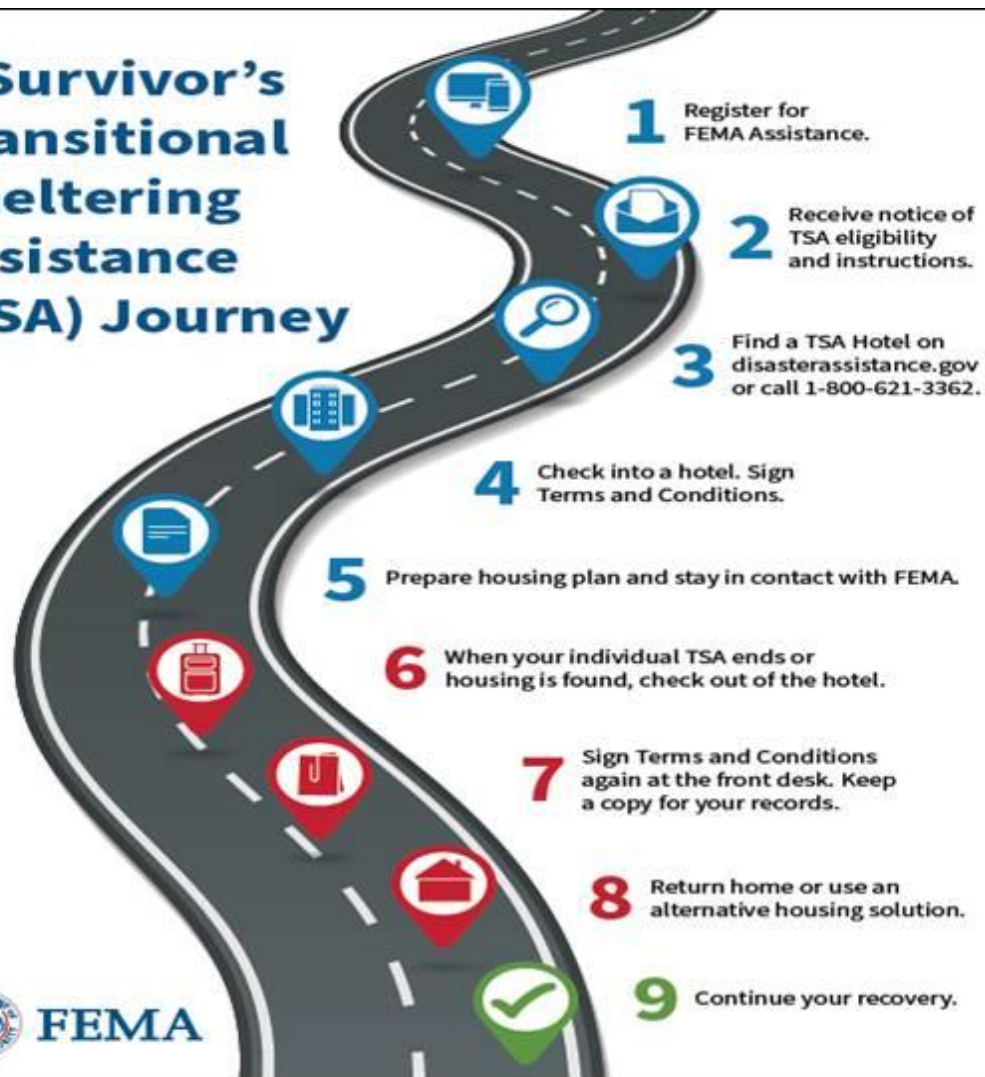 Survivor's
ansitional
eltering
sistance
SA) Journey
1 Register for
FEMA Assistance.
2 Receive notice of
TSA eligibility
and instructions.
3 Find a TSA Hotel on
disasterassistance.gov
or call 1-800-621-3362.
4 Check into a hotel. Sign
Terms and Conditions.
5 Prepare housing plan and stay in contact with FEMA.
6 When your individual TSA ends or
housing is found, check out of the hotel.
7 Sign Terms and Conditions
again at the front desk. Keep
a copy for your records.
8 Return home or use an
alternative housing solution.
9 Continue your recovery.
FEMA